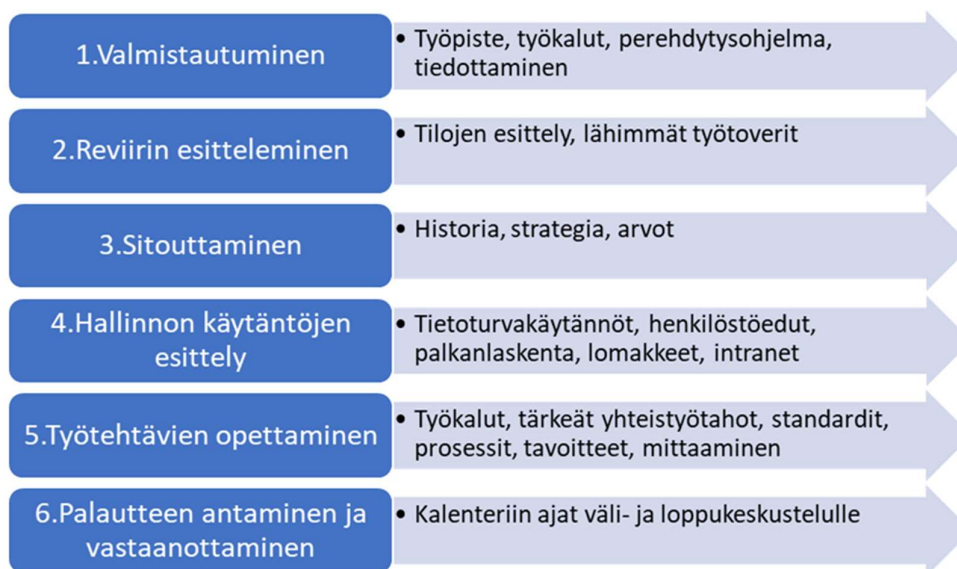 1.Valmistautuminen
• Työpiste, työkalut, perehdytysohjelma,
tiedottaminen
2.Reviirin esitteleminen
• Tilojen esittely, lähimmät työtoverit
3.Sitouttaminen
• Historia, strategia, arvot
4.Hallinnon käytäntöjen
esittely
• Tietoturvakäytännöt, henkilöstöedut,
palkanlaskenta, lomakkeet, intranet
5.Työtehtävien opettaminen
• Työkalut, tärkeät yhteistyötahot, standardit,
prosessit, tavoitteet, mittaaminen
6.Palautteen antaminen ja
vastaanottaminen
• Kalenteriin ajat väli- ja loppukeskustelulle